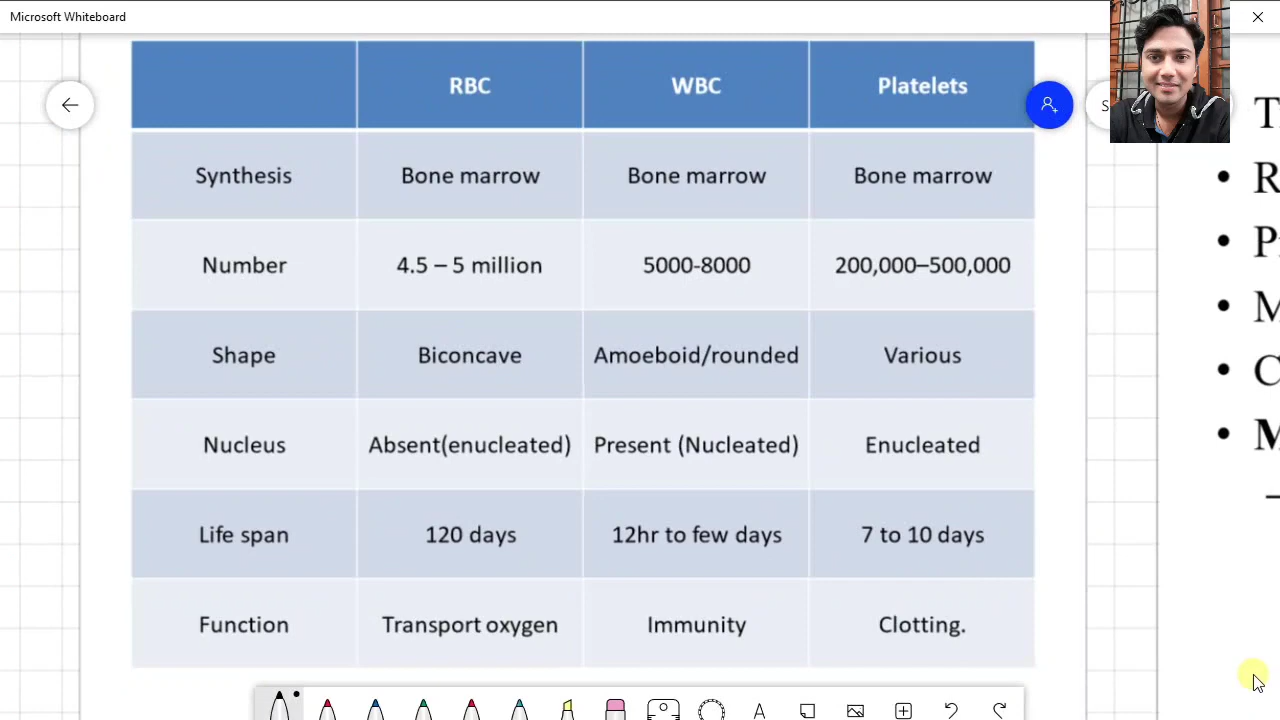 Microsoft Whiteboard
RBC WBC Platelets
Synthesis Bone marrow Bone marrow Bone marrow
Number 4.5 – 5 million 5000-8000 200,000–500,000
Shape Biconcave Amoeboid/rounded Various
Nucleus Absent(enucleated) Present (Nucleated) Enucleated
Life span 120 days 12hr to few days 7 to 10 days
Function Transport oxygen Immunity Clotting.